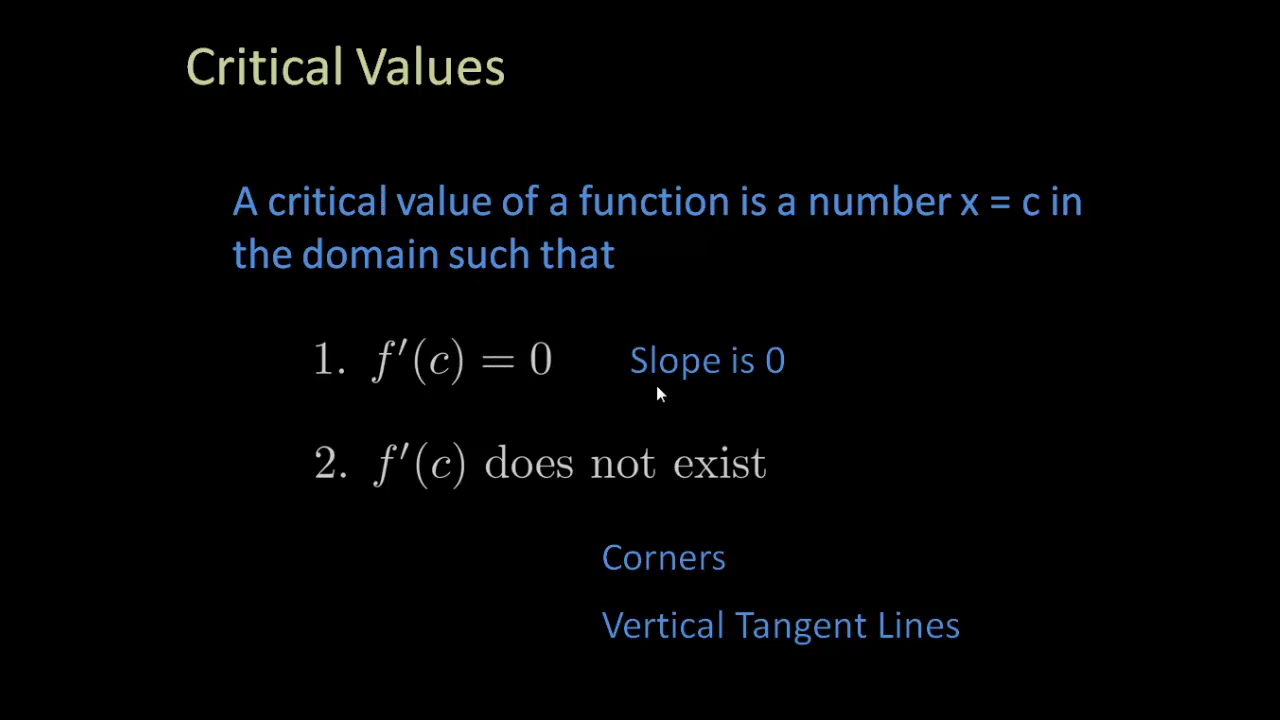 Critical Values
A critical value of a function is a number x = c in
the domain such that
1. f′(c) = 0 Slope is 0
2. f′(c) does not exist
Corners
Vertical Tangent Lines